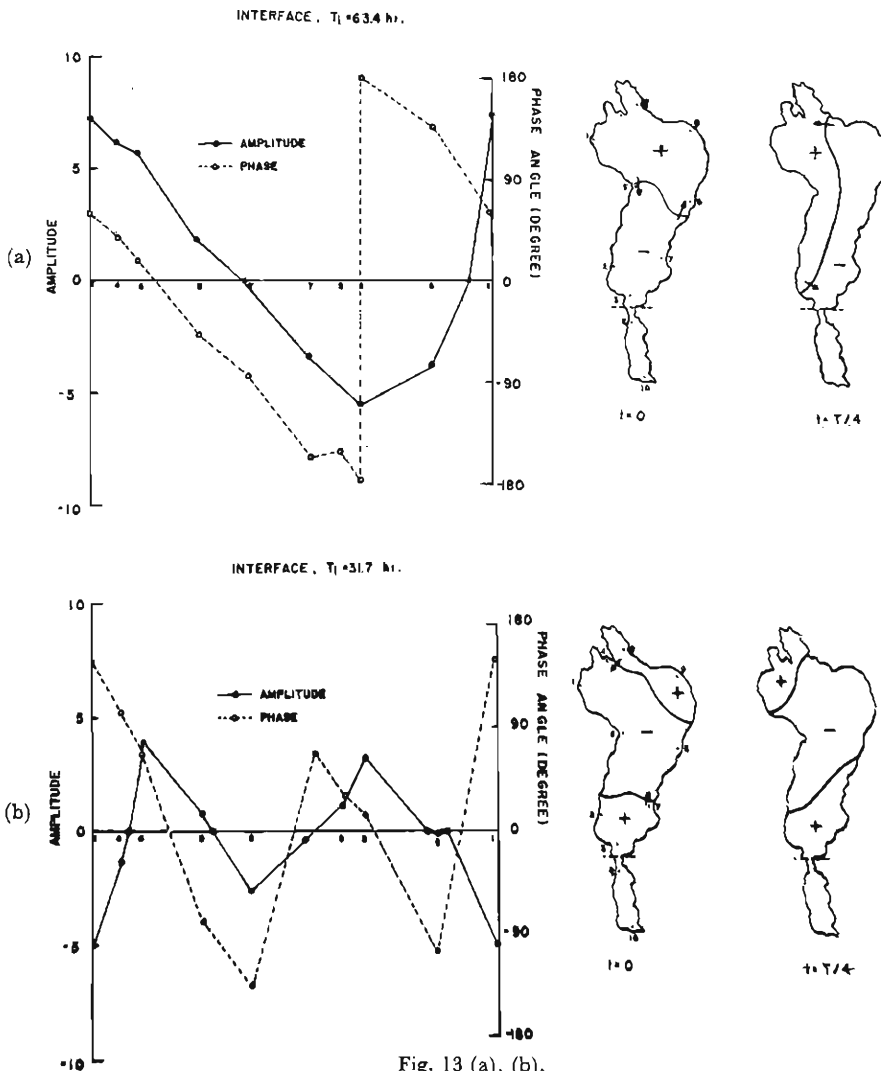 INTERFACE, T₁ = 63.4 hr.
AMPLITUDE
PHASE
10
5
0
-5
-10
AMPLITUDE
180
90
0
-90
-180
PHASE ANGLE (DEGREE)
(a)
+
−
t=0
+
−
t=T/4
INTERFACE, T₁ = 31.7 hr.
AMPLITUDE
PHASE
10
5
0
-5
-10
AMPLITUDE
180
90
0
-90
-180
PHASE ANGLE (DEGREE)
(b)
+
−
+
t=0
+
−
+
t=T/4
Fig. 13 (a), (b).